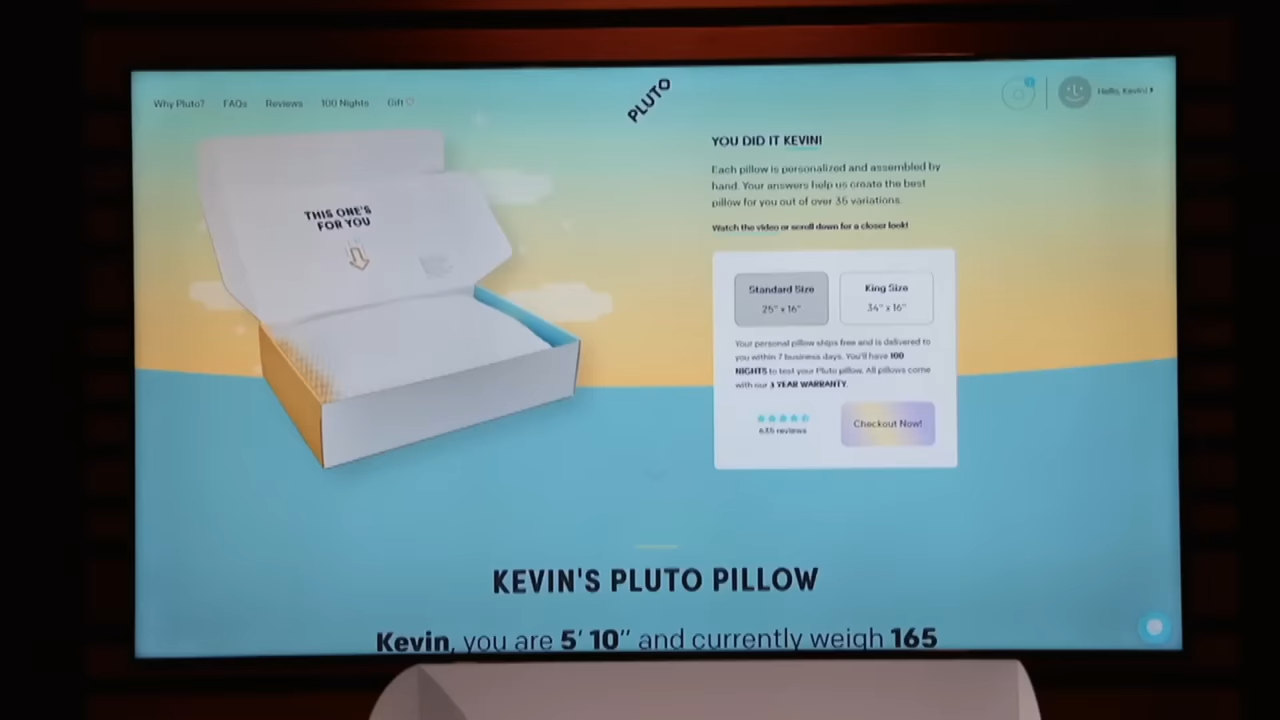 Why Pluto?
FAQs
Reviews
100 Nights
Gift
PLUTO
Hello, Kevin!
THIS ONE'S
FOR YOU
YOU DID IT KEVIN!
Each pillow is personalized and assembled by
hand. Your answers help us create the best
pillow for you out of over 35 variations.
Watch the video or scroll down for a closer look!
Standard Size
25" x 16"
King Size
34" x 16"
Your personal pillow ships free and is delivered to
you within 7 business days. You'll have 100
NIGHTS to test your Pluto pillow. All pillows come
with our 3 YEAR WARRANTY.
635 reviews
Checkout Now!
KEVIN'S PLUTO PILLOW
Kevin, you are 5' 10" and currently weigh 165